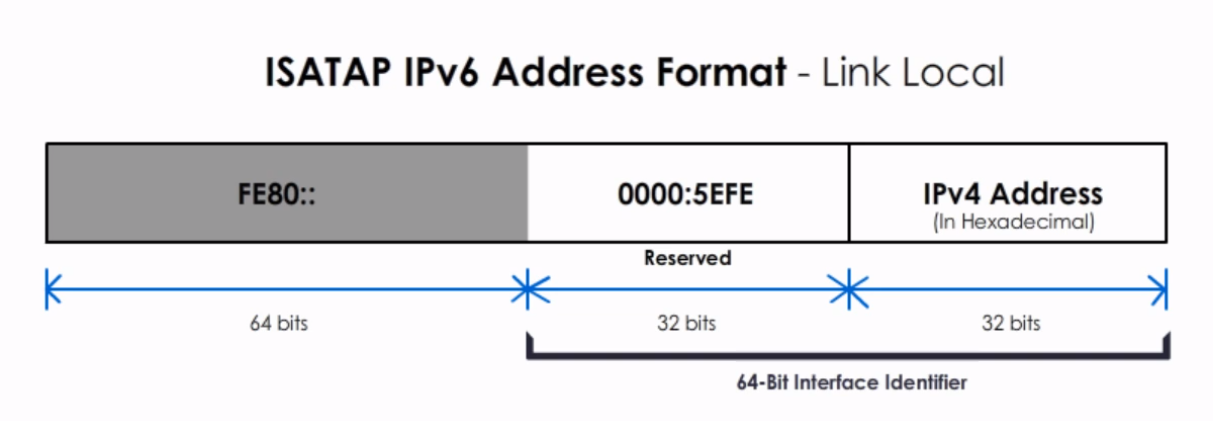 ISATAP IPv6 Address Format - Link Local
FE80::
0000:5EFE
IPv4 Address
(In Hexadecimal)
Reserved
64 bits
32 bits
32 bits
64-Bit Interface Identifier